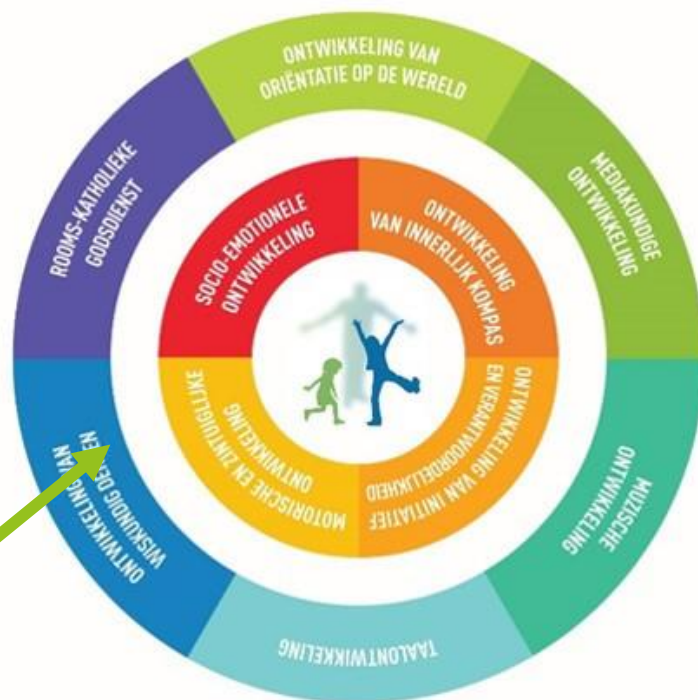 ONTWIKKELING VAN
ORIËNTATIE OP DE WERELD
MEDIAKUNDIGE
ONTWIKKELING
MUZISCHE
ONTWIKKELING
TAALONTWIKKELING
ONTWIKKELING VAN
WISKUNDIG
ROOMS-KATHOLIEKE
GODSDIENST
SOCIO-EMOTIONELE
ONTWIKKELING
ONTWIKKELING
VAN INNERLIJK KOMPAS
ONTWIKKELING VAN INITIATIEF
EN VERANTWOORDELIJKHEID
MOTORISCHE EN ZINTUIGLIJKE
ONTWIKKELING